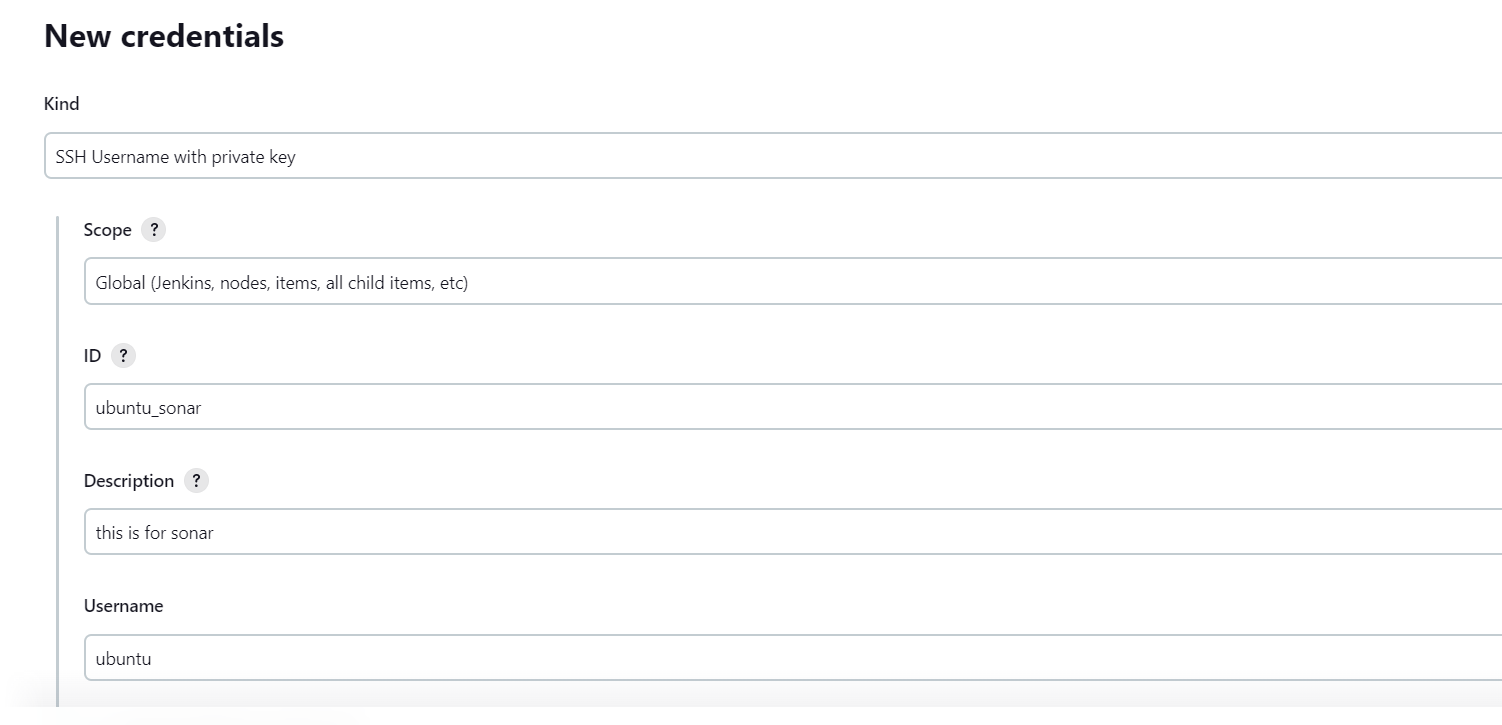 New credentials
Kind
SSH Username with private key
Scope ?
Global (Jenkins, nodes, items, all child items, etc)
ID ?
ubuntu_sonar
Description ?
this is for sonar
Username
ubuntu